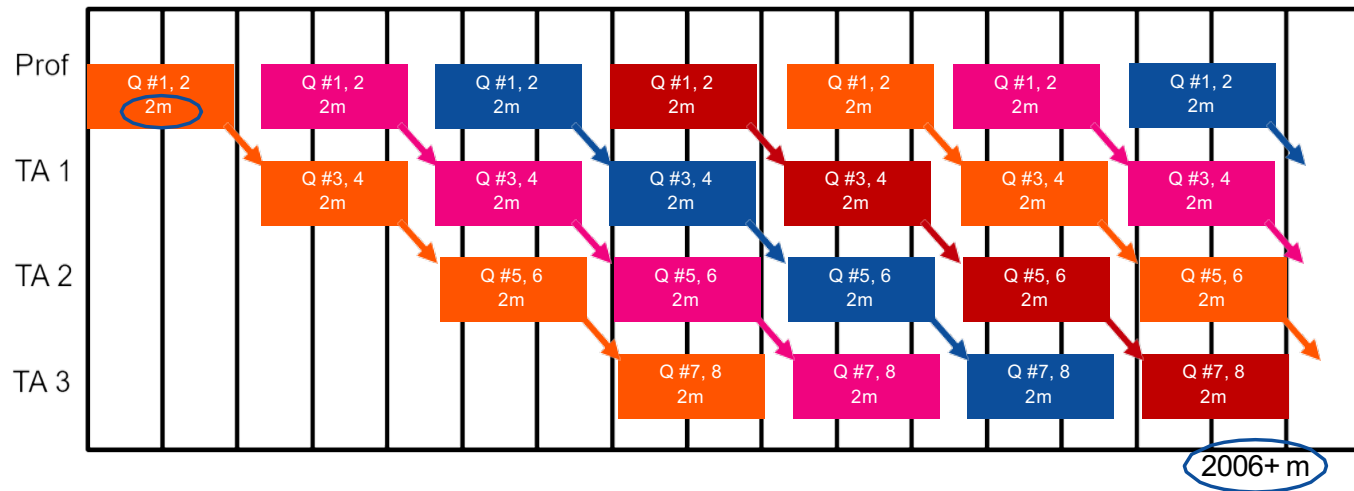 Prof
Q #1, 2
2m
Q #1, 2
2m
Q #1, 2
2m
Q #1, 2
2m
Q #1, 2
2m
Q #1, 2
2m
Q #1, 2
2m
TA 1
Q #3, 4
2m
Q #3, 4
2m
Q #3, 4
2m
Q #3, 4
2m
Q #3, 4
2m
Q #3, 4
2m
TA 2
Q #5, 6
2m
Q #5, 6
2m
Q #5, 6
2m
Q #5, 6
2m
Q #5, 6
2m
TA 3
Q #7, 8
2m
Q #7, 8
2m
Q #7, 8
2m
Q #7, 8
2m
2006+ m